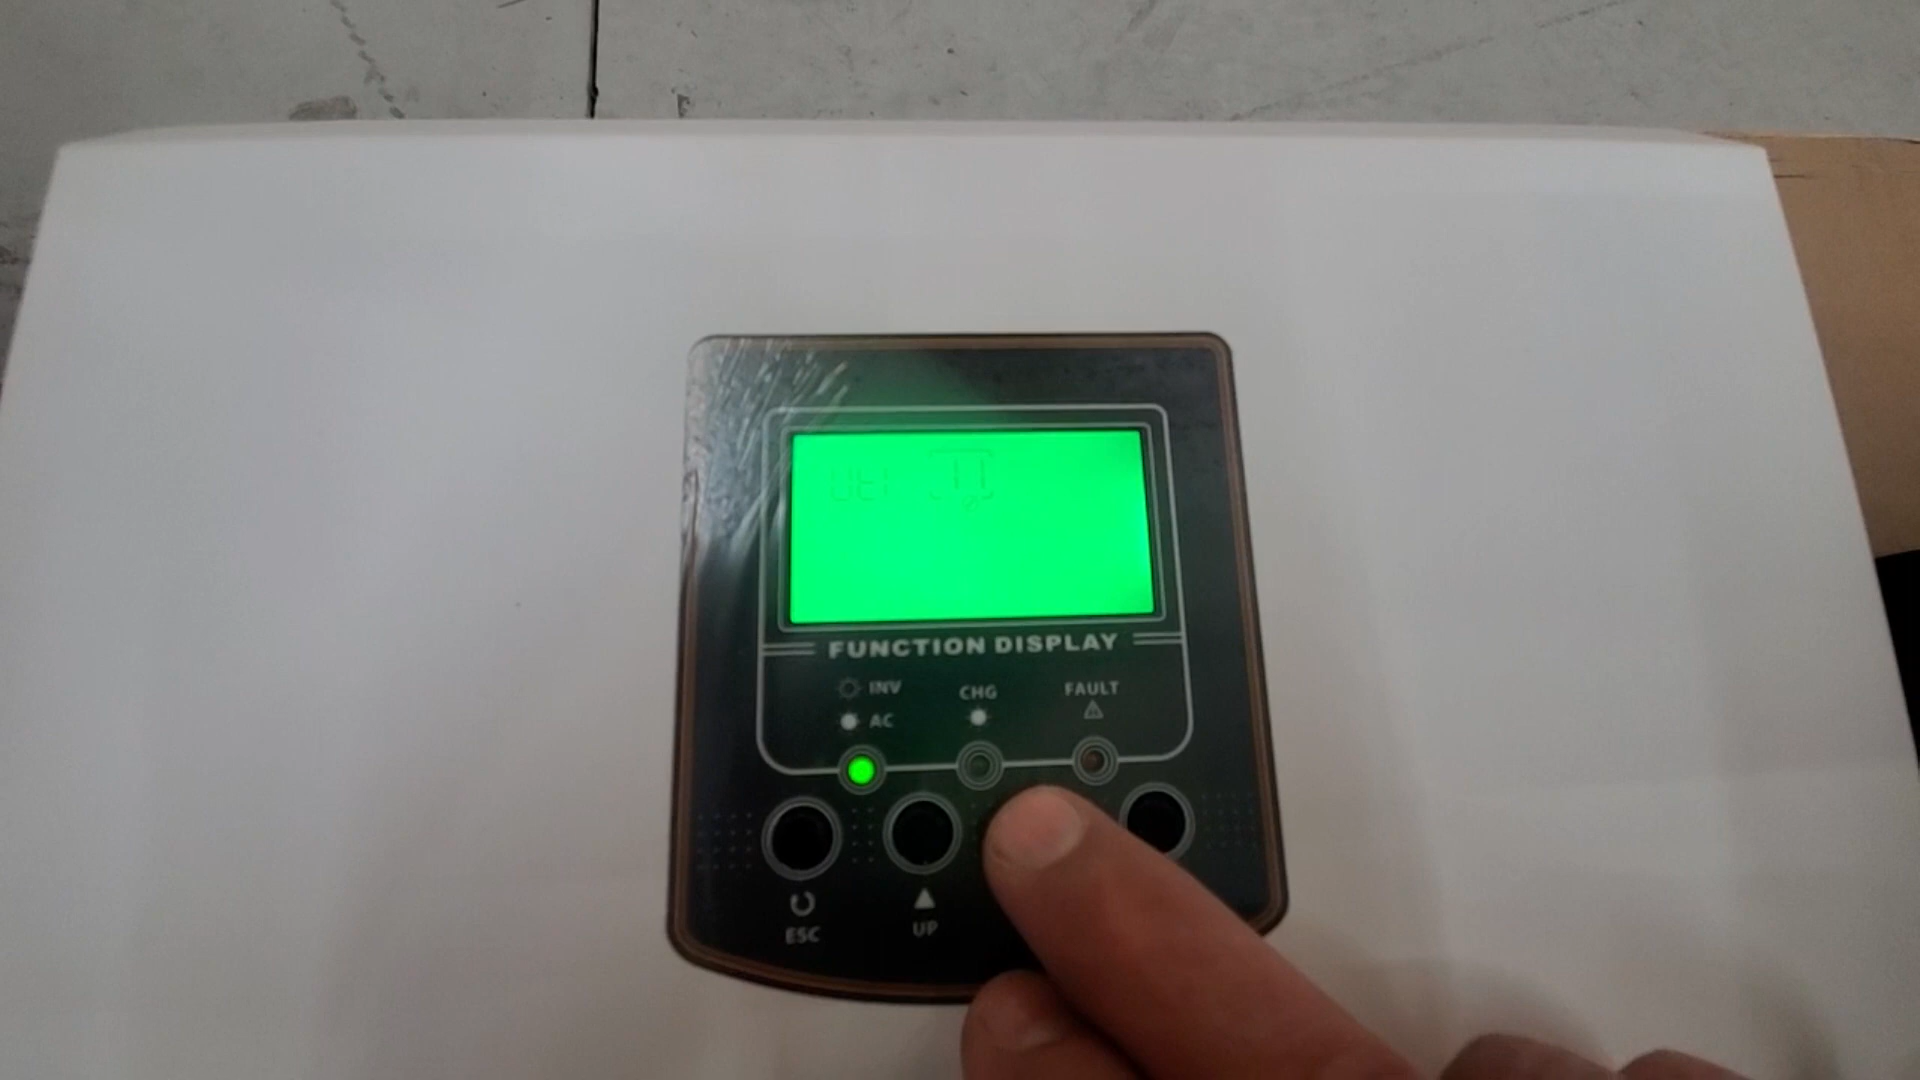 FUNCTION DISPLAY
INV
CHG
FAULT
AC
ESC
UP